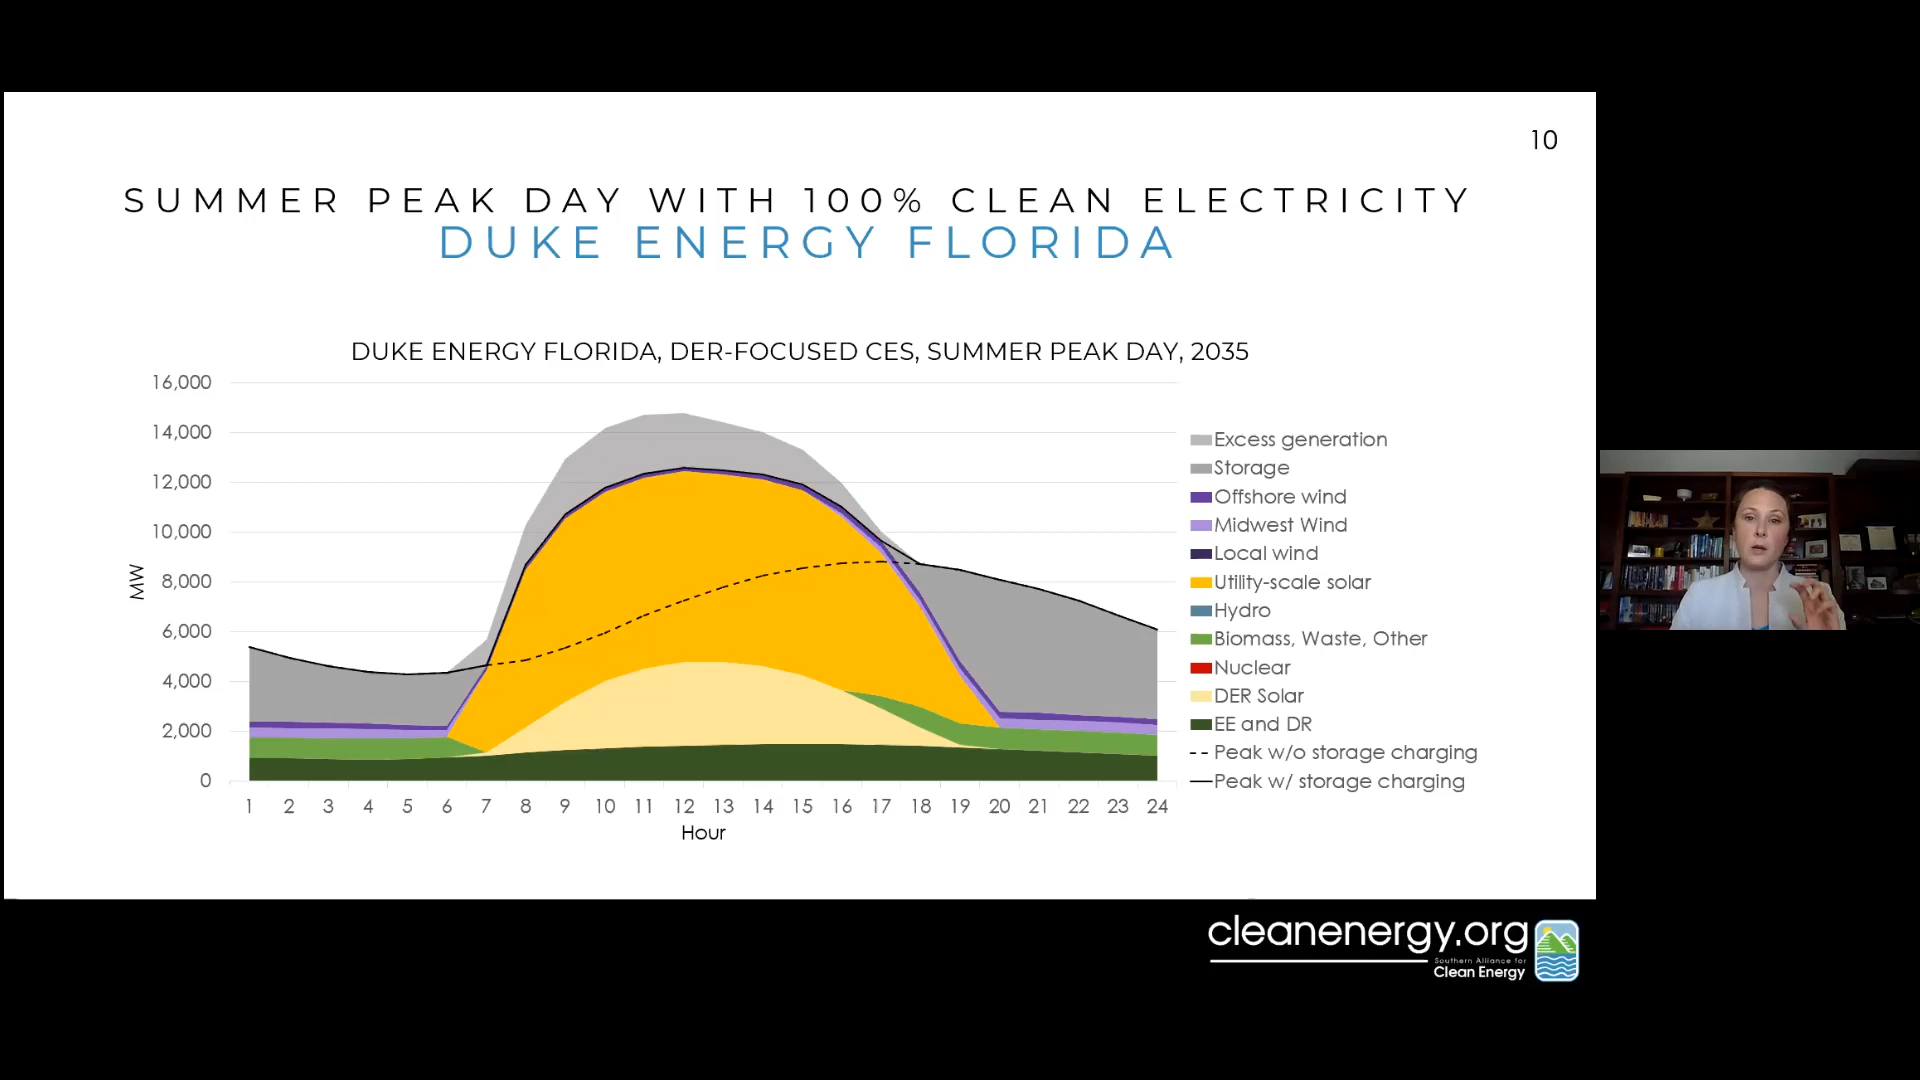 10
SUMMER PEAK DAY WITH 100% CLEAN ELECTRICITY
DUKE ENERGY FLORIDA
DUKE ENERGY FLORIDA, DER-FOCUSED CES, SUMMER PEAK DAY, 2035
16,000
14,000
12,000
10,000
8,000
6,000
4,000
2,000
0
MW
1 2 3 4 5 6 7 8 9 10 11 12 13 14 15 16 17 18 19 20 21 22 23 24
Hour
Excess generation
Storage
Offshore wind
Midwest Wind
Local wind
Utility-scale solar
Hydro
Biomass, Waste, Other
Nuclear
DER Solar
EE and DR
Peak w/o storage charging
Peak w/ storage charging
cleanenergy.org
Southern Alliance for
Clean Energy